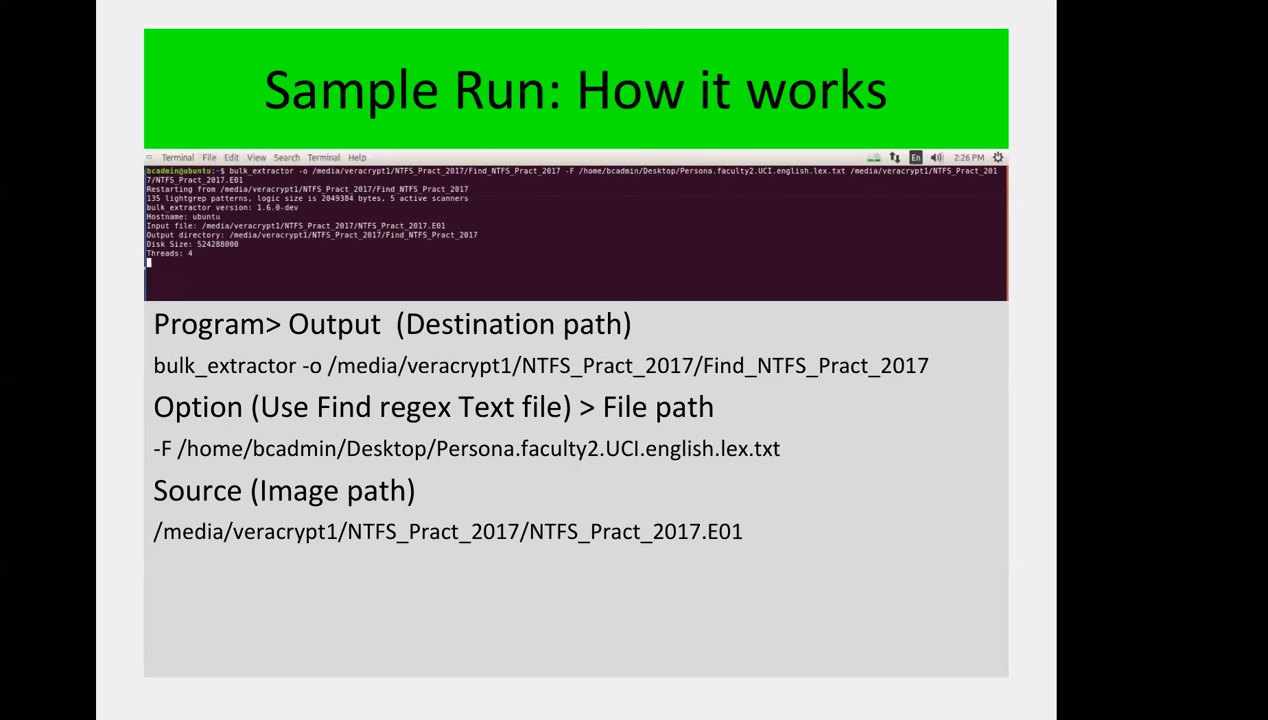 Sample Run: How it works
Terminal File Edit View Search Terminal Help En 2:26 PM
bcadmin@ubuntu:~$ bulk_extractor -o /media/veracrypt1/NTFS_Pract_2017/Find_NTFS_Pract_2017 -F /home/bcadmin/Desktop/Persona.faculty2.UCI.english.lex.txt /media/veracrypt1/NTFS_Pract_201
7/NTFS_Pract_2017.E01
Restarting from /media/veracrypt1/NTFS_Pract_2017/Find_NTFS_Pract_2017
135 lightgrep patterns, logic size is 2049384 bytes, 5 active scanners
bulk_extractor version: 1.6.0-dev
Hostname: ubuntu
Input file: /media/veracrypt1/NTFS_Pract_2017/NTFS_Pract_2017.E01
Output directory: /media/veracrypt1/NTFS_Pract_2017/Find_NTFS_Pract_2017
Disk Size: 524288000
Threads: 4
Program> Output (Destination path)
bulk_extractor -o /media/veracrypt1/NTFS_Pract_2017/Find_NTFS_Pract_2017
Option (Use Find regex Text file) > File path
-F /home/bcadmin/Desktop/Persona.faculty2.UCI.english.lex.txt
Source (Image path)
/media/veracrypt1/NTFS_Pract_2017/NTFS_Pract_2017.E01